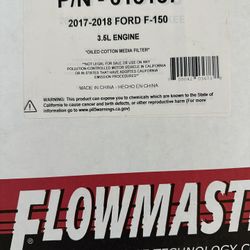 P/N - 615167
2017-2018 FORD F-150
3.5L ENGINE
"OILED COTTON MEDIA FILTER"
"NOT LEGAL FOR SALE OR USE ON ANY
POLLUTION-CONTROLLED MOTOR VEHICLE IN CALIFORNIA
OR IN STATES THAT HAVE ADOPTED CALIFORNIA
EMISSION PROCEDURES"
MADE IN CHINA - HECHO EN CHINA
WARNING: This product can expose you to chemicals which are known to the State of
California to cause cancer and birth defects, or other reproductive harm. For more
information go to www.p65warnings.ca.gov
FLOWMAST
TECHNOLOGY